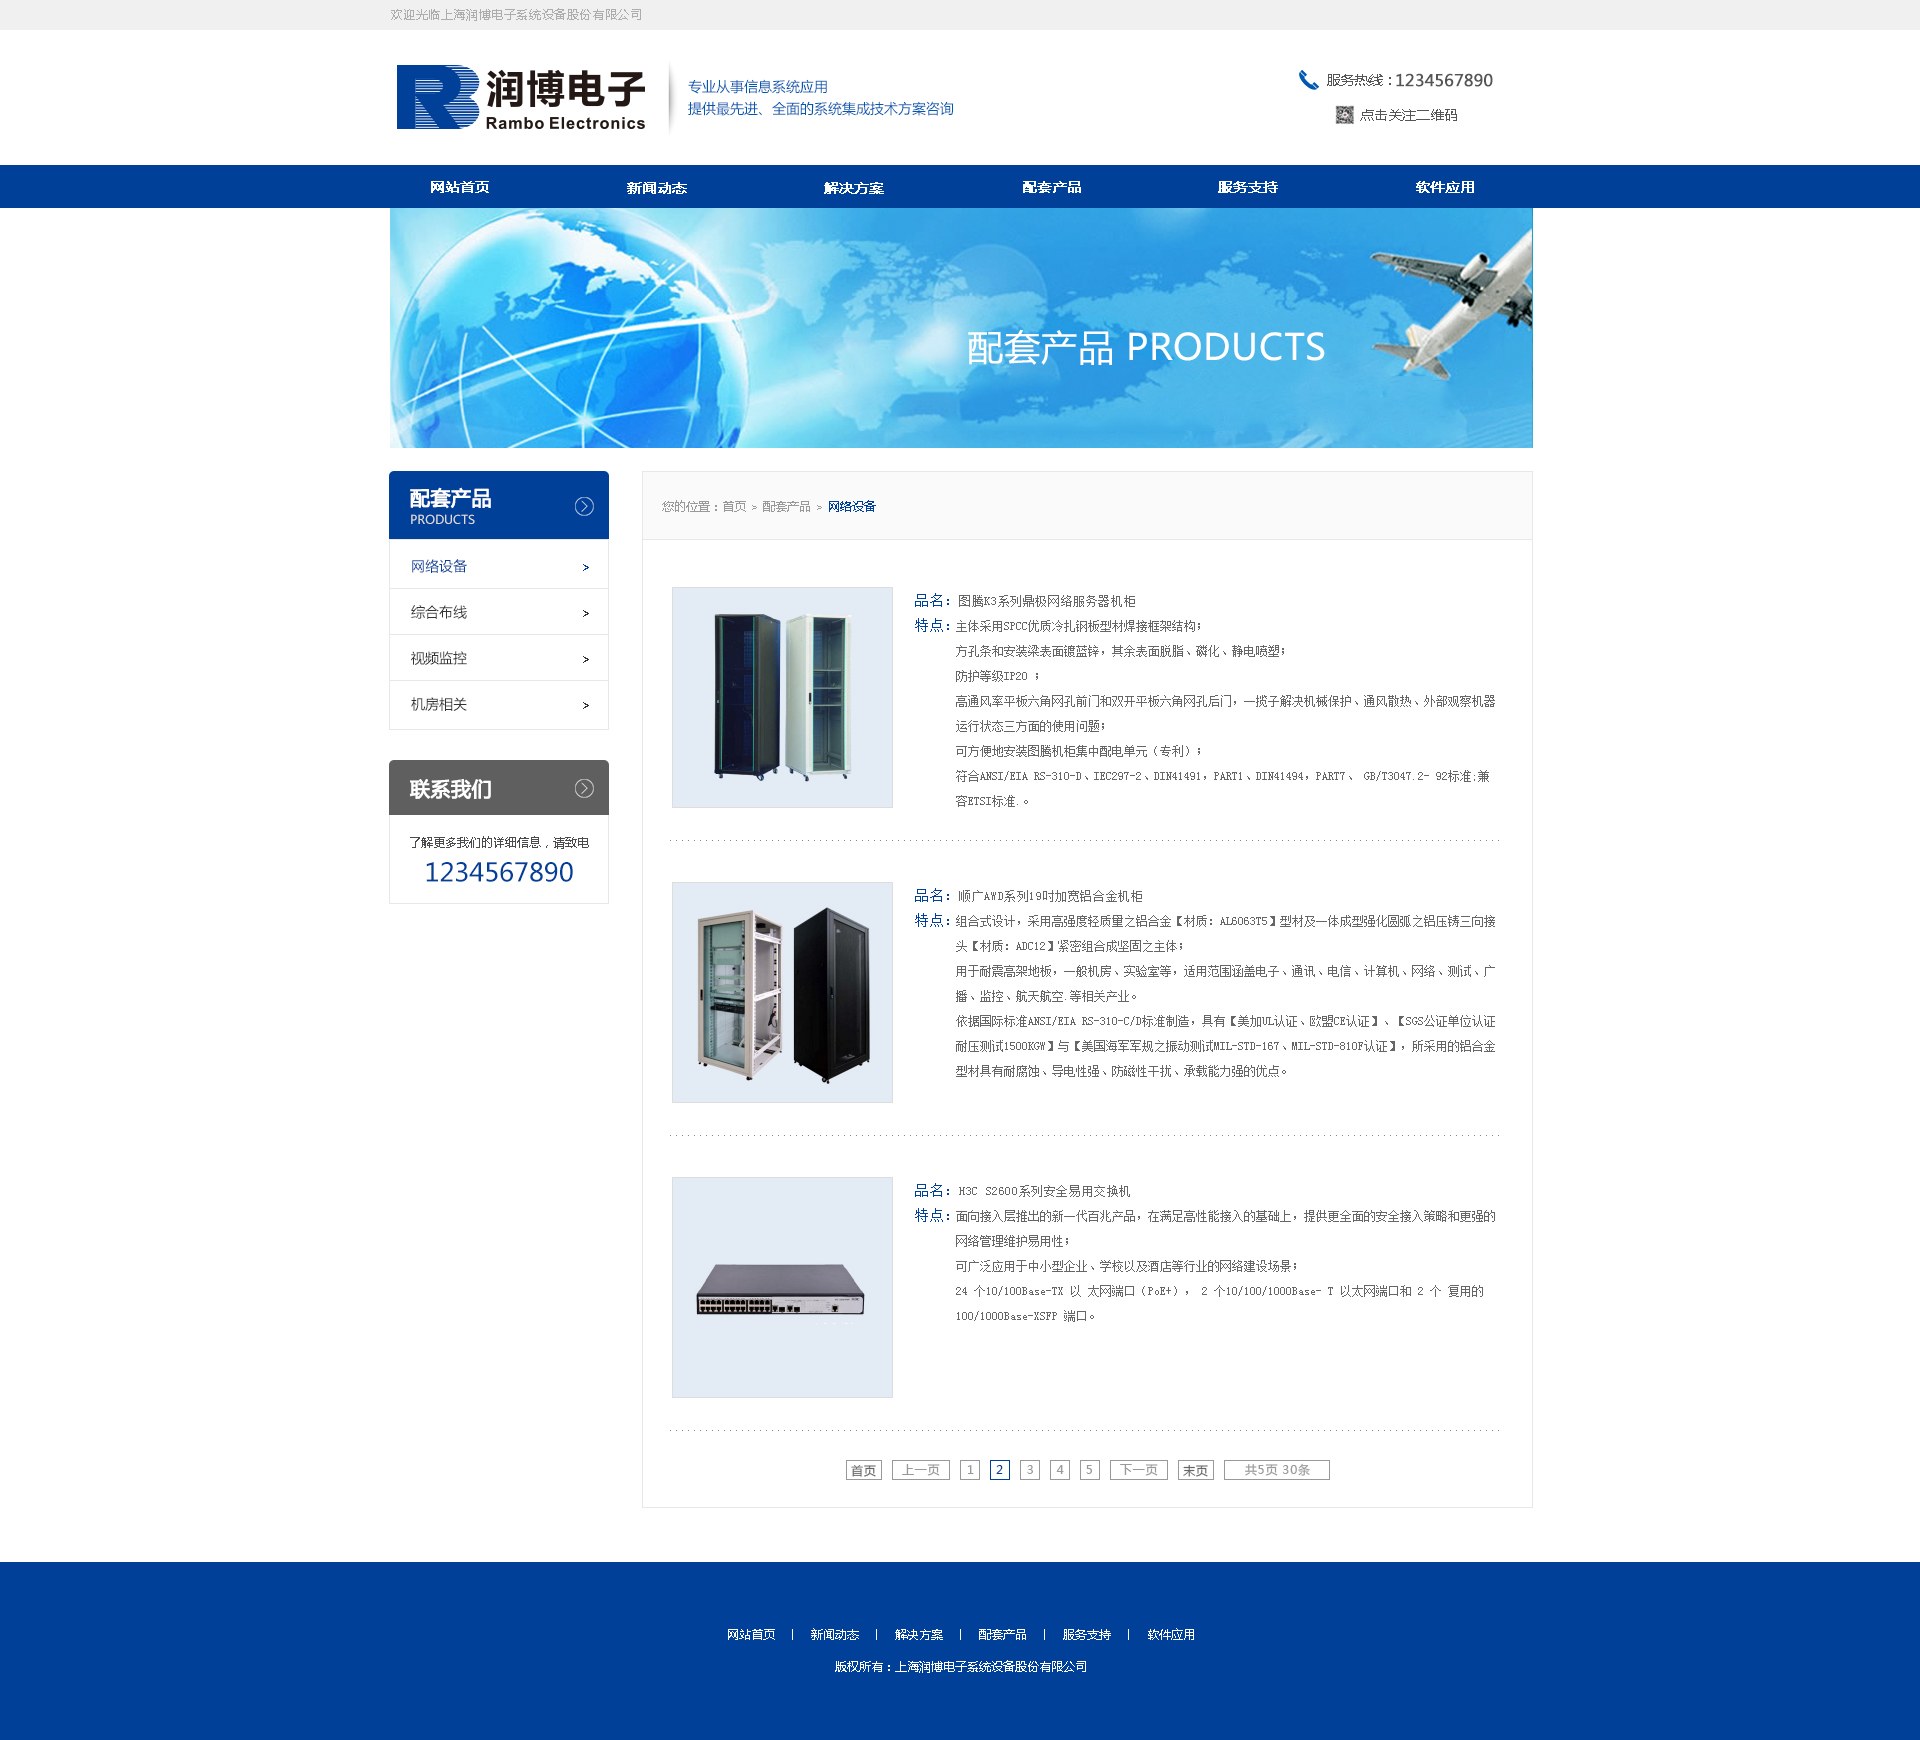 欢迎光临上海润博电子系统设备股份有限公司
润博电子
Rambo Electronics
专业从事信息系统应用
提供最先进、全面的系统集成技术方案咨询
服务热线：1234567890
点击关注二维码
网站首页 新闻动态 解决方案 配套产品 服务支持 软件应用
配套产品 PRODUCTS
配套产品
PRODUCTS
网络设备 >
综合布线 >
视频监控 >
机房相关 >
联系我们
了解更多我们的详细信息，请致电
1234567890
您的位置：首页 > 配套产品 > 网络设备
品名： 图腾K3系列鼎极网络服务器机柜
特点：主体采用SPCC优质冷扎钢板型材焊接框架结构；
方孔条和安装梁表面镀蓝锌，其余表面脱脂、磷化、静电喷塑；
防护等级IP20 ；
高通风率平板六角网孔前门和双开平板六角网孔后门，一揽子解决机械保护、通风散热、外部观察机器
运行状态三方面的使用问题；
可方便地安装图腾机柜集中配电单元（专利）；
符合ANSI/EIA RS-310-D、IEC297-2、DIN41491，PART1、DIN41494，PART7、 GB/T3047.2- 92标准;兼
容ETSI标准.。
品名： 顺广AWD系列19吋加宽铝合金机柜
特点：组合式设计，采用高强度轻质量之铝合金【材质：AL6063T5】型材及一体成型强化圆弧之铝压铸三向接
头【材质：ADC12】紧密组合成坚固之主体；
用于耐震高架地板，一般机房、实验室等，适用范围涵盖电子、通讯、电信、计算机、网络、测试、广
播、监控、航天航空.等相关产业。
依据国际标准ANSI/EIA RS-310-C/D标准制造，具有【美加UL认证、欧盟CE认证】、【SGS公证单位认证
耐压测试1500KGW】与【美国海军军规之振动测试MIL-STD-167、MIL-STD-810F认证】，所采用的铝合金
型材具有耐腐蚀、导电性强、防磁性干扰、承载能力强的优点。
品名： H3C S2600系列安全易用交换机
特点：面向接入层推出的新一代百兆产品，在满足高性能接入的基础上，提供更全面的安全接入策略和更强的
网络管理维护易用性；
可广泛应用于中小型企业、学校以及酒店等行业的网络建设场景；
24 个10/100Base-TX 以 太网端口（PoE+）， 2 个10/100/1000Base- T 以太网端口和 2 个 复用的
100/1000Base-XSFP 端口。
首页 上一页 1 2 3 4 5 下一页 末页 共5页 30条
网站首页 | 新闻动态 | 解决方案 | 配套产品 | 服务支持 | 软件应用
版权所有：上海润博电子系统设备股份有限公司